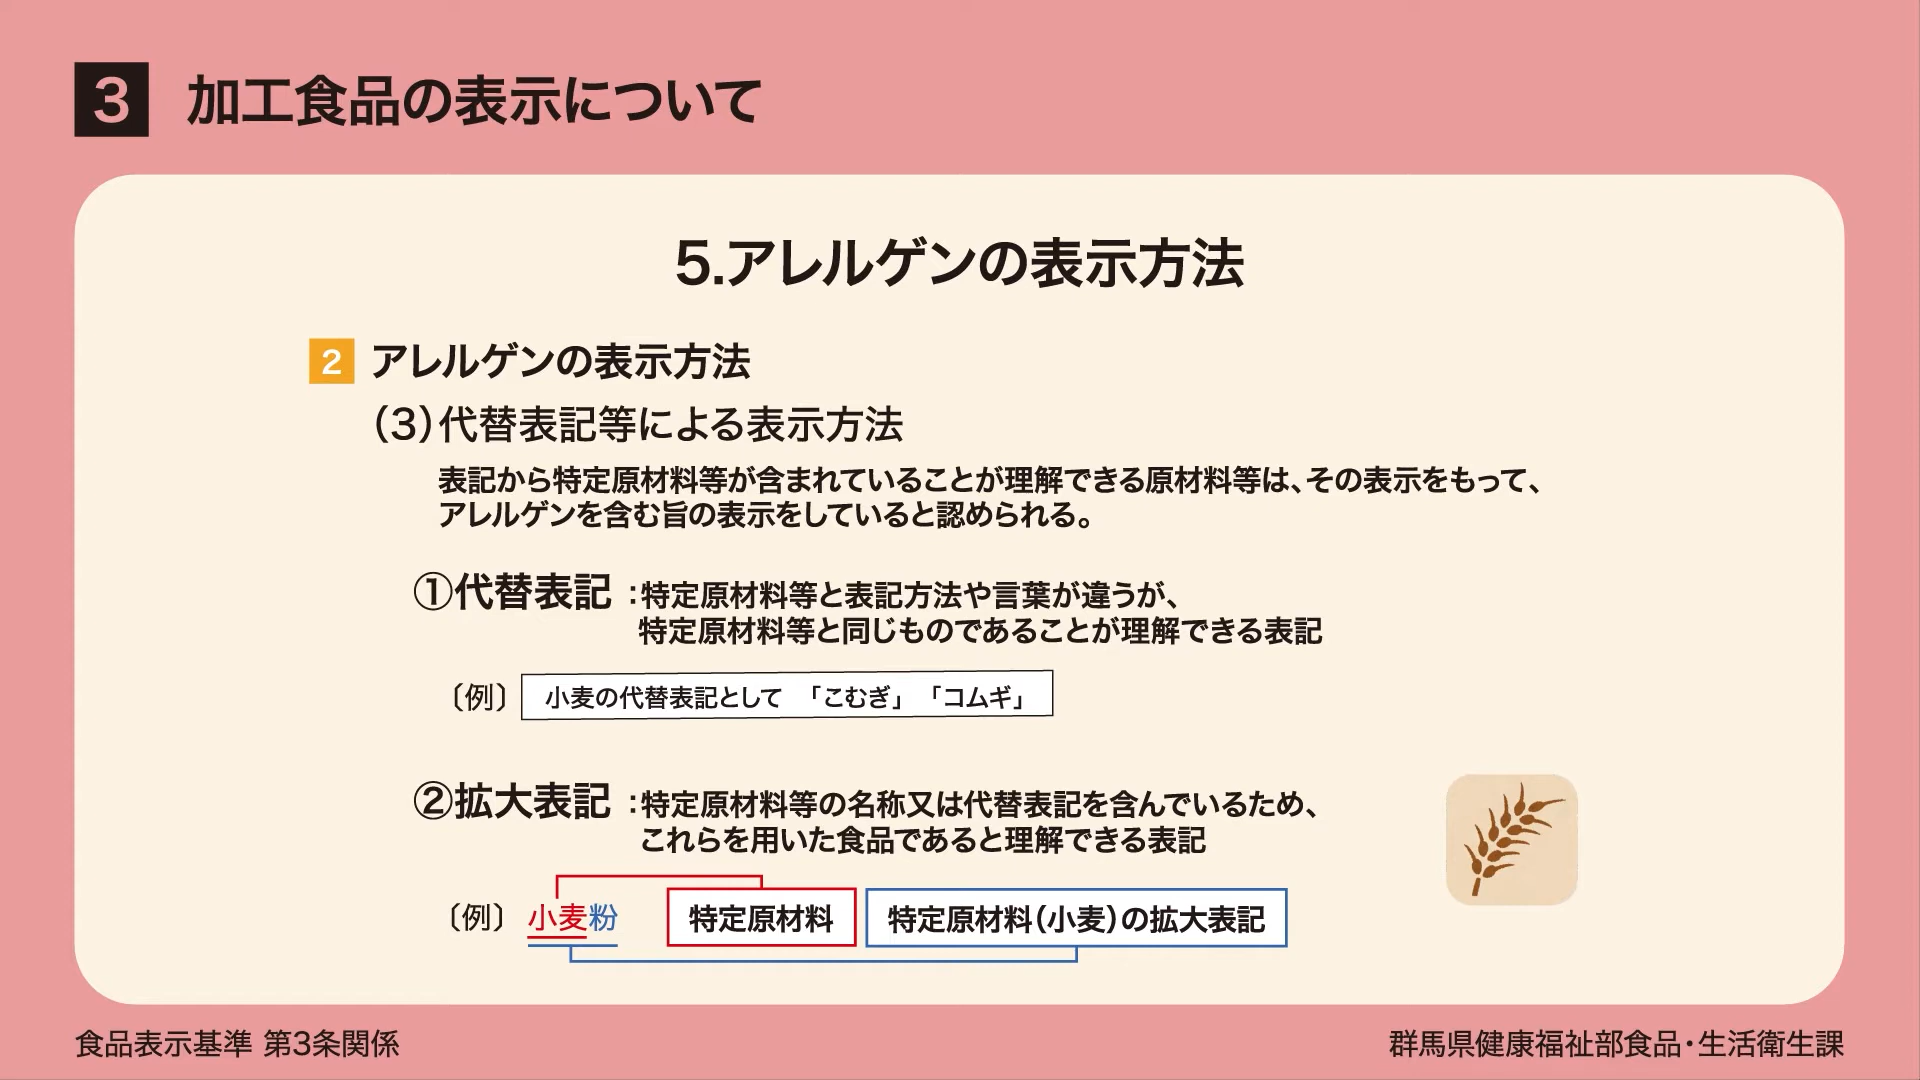 3 加工食品の表示について
5.アレルゲンの表示方法
2 アレルゲンの表示方法
(3)代替表記等による表示方法
表記から特定原材料等が含まれていることが理解できる原材料等は、その表示をもって、
アレルゲンを含む旨の表示をしていると認められる。
①代替表記:特定原材料等と表記方法や言葉が違うが、
特定原材料等と同じものであることが理解できる表記
〔例〕 小麦の代替表記として 「こむぎ」 「コムギ」
②拡大表記:特定原材料等の名称又は代替表記を含んでいるため、
これらを用いた食品であると理解できる表記
〔例〕 小麦粉 特定原材料 特定原材料(小麦)の拡大表記
食品表示基準 第3条関係
群馬県健康福祉部食品・生活衛生課